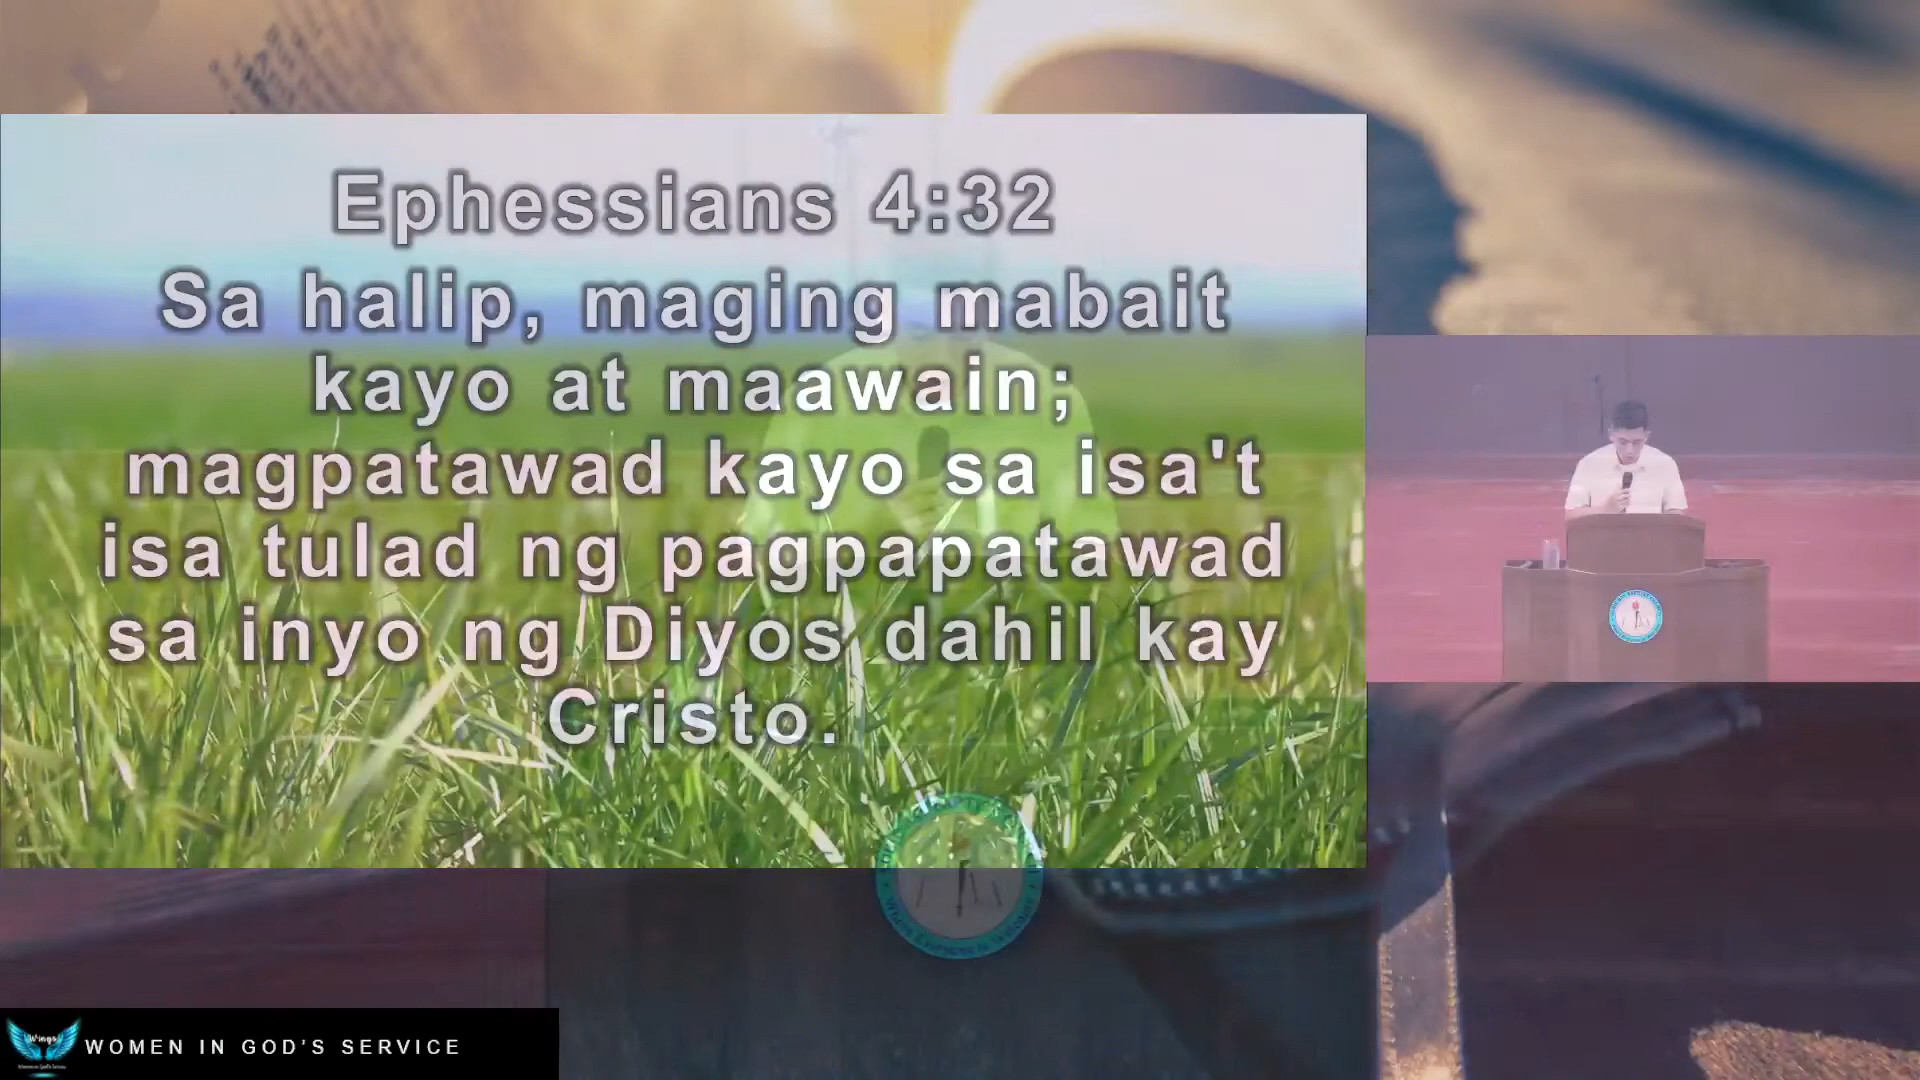 Ephessians 4:32
Sa halip, maging mabait
kayo at maawain;
magpatawad kayo sa isa't
isa tulad ng pagpapatawad
sa inyo ng Diyos dahil kay
Cristo.
Wings
WOMEN IN GOD'S SERVICE